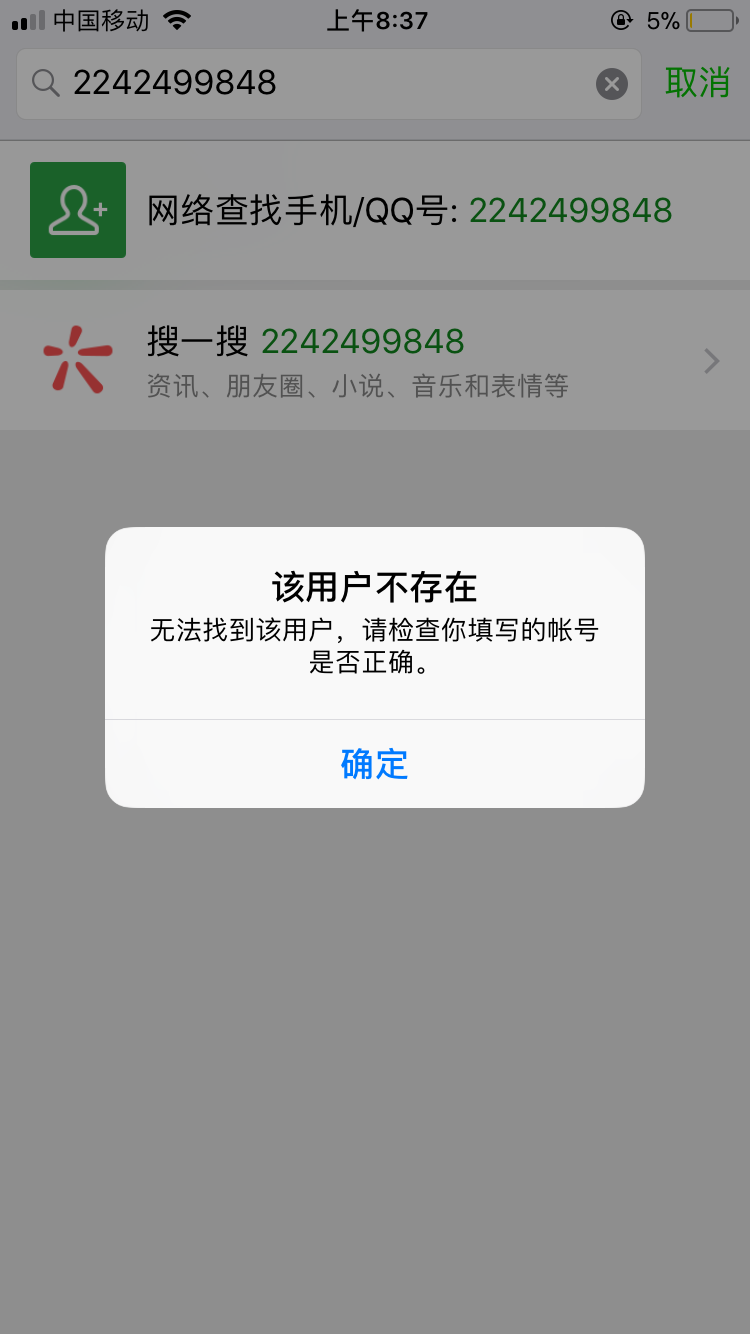 中国移动 上午8:37 5%
2242499848 取消
网络查找手机/QQ号: 2242499848
搜一搜 2242499848
资讯、朋友圈、小说、音乐和表情等
该用户不存在
无法找到该用户，请检查你填写的帐号
是否正确。
确定